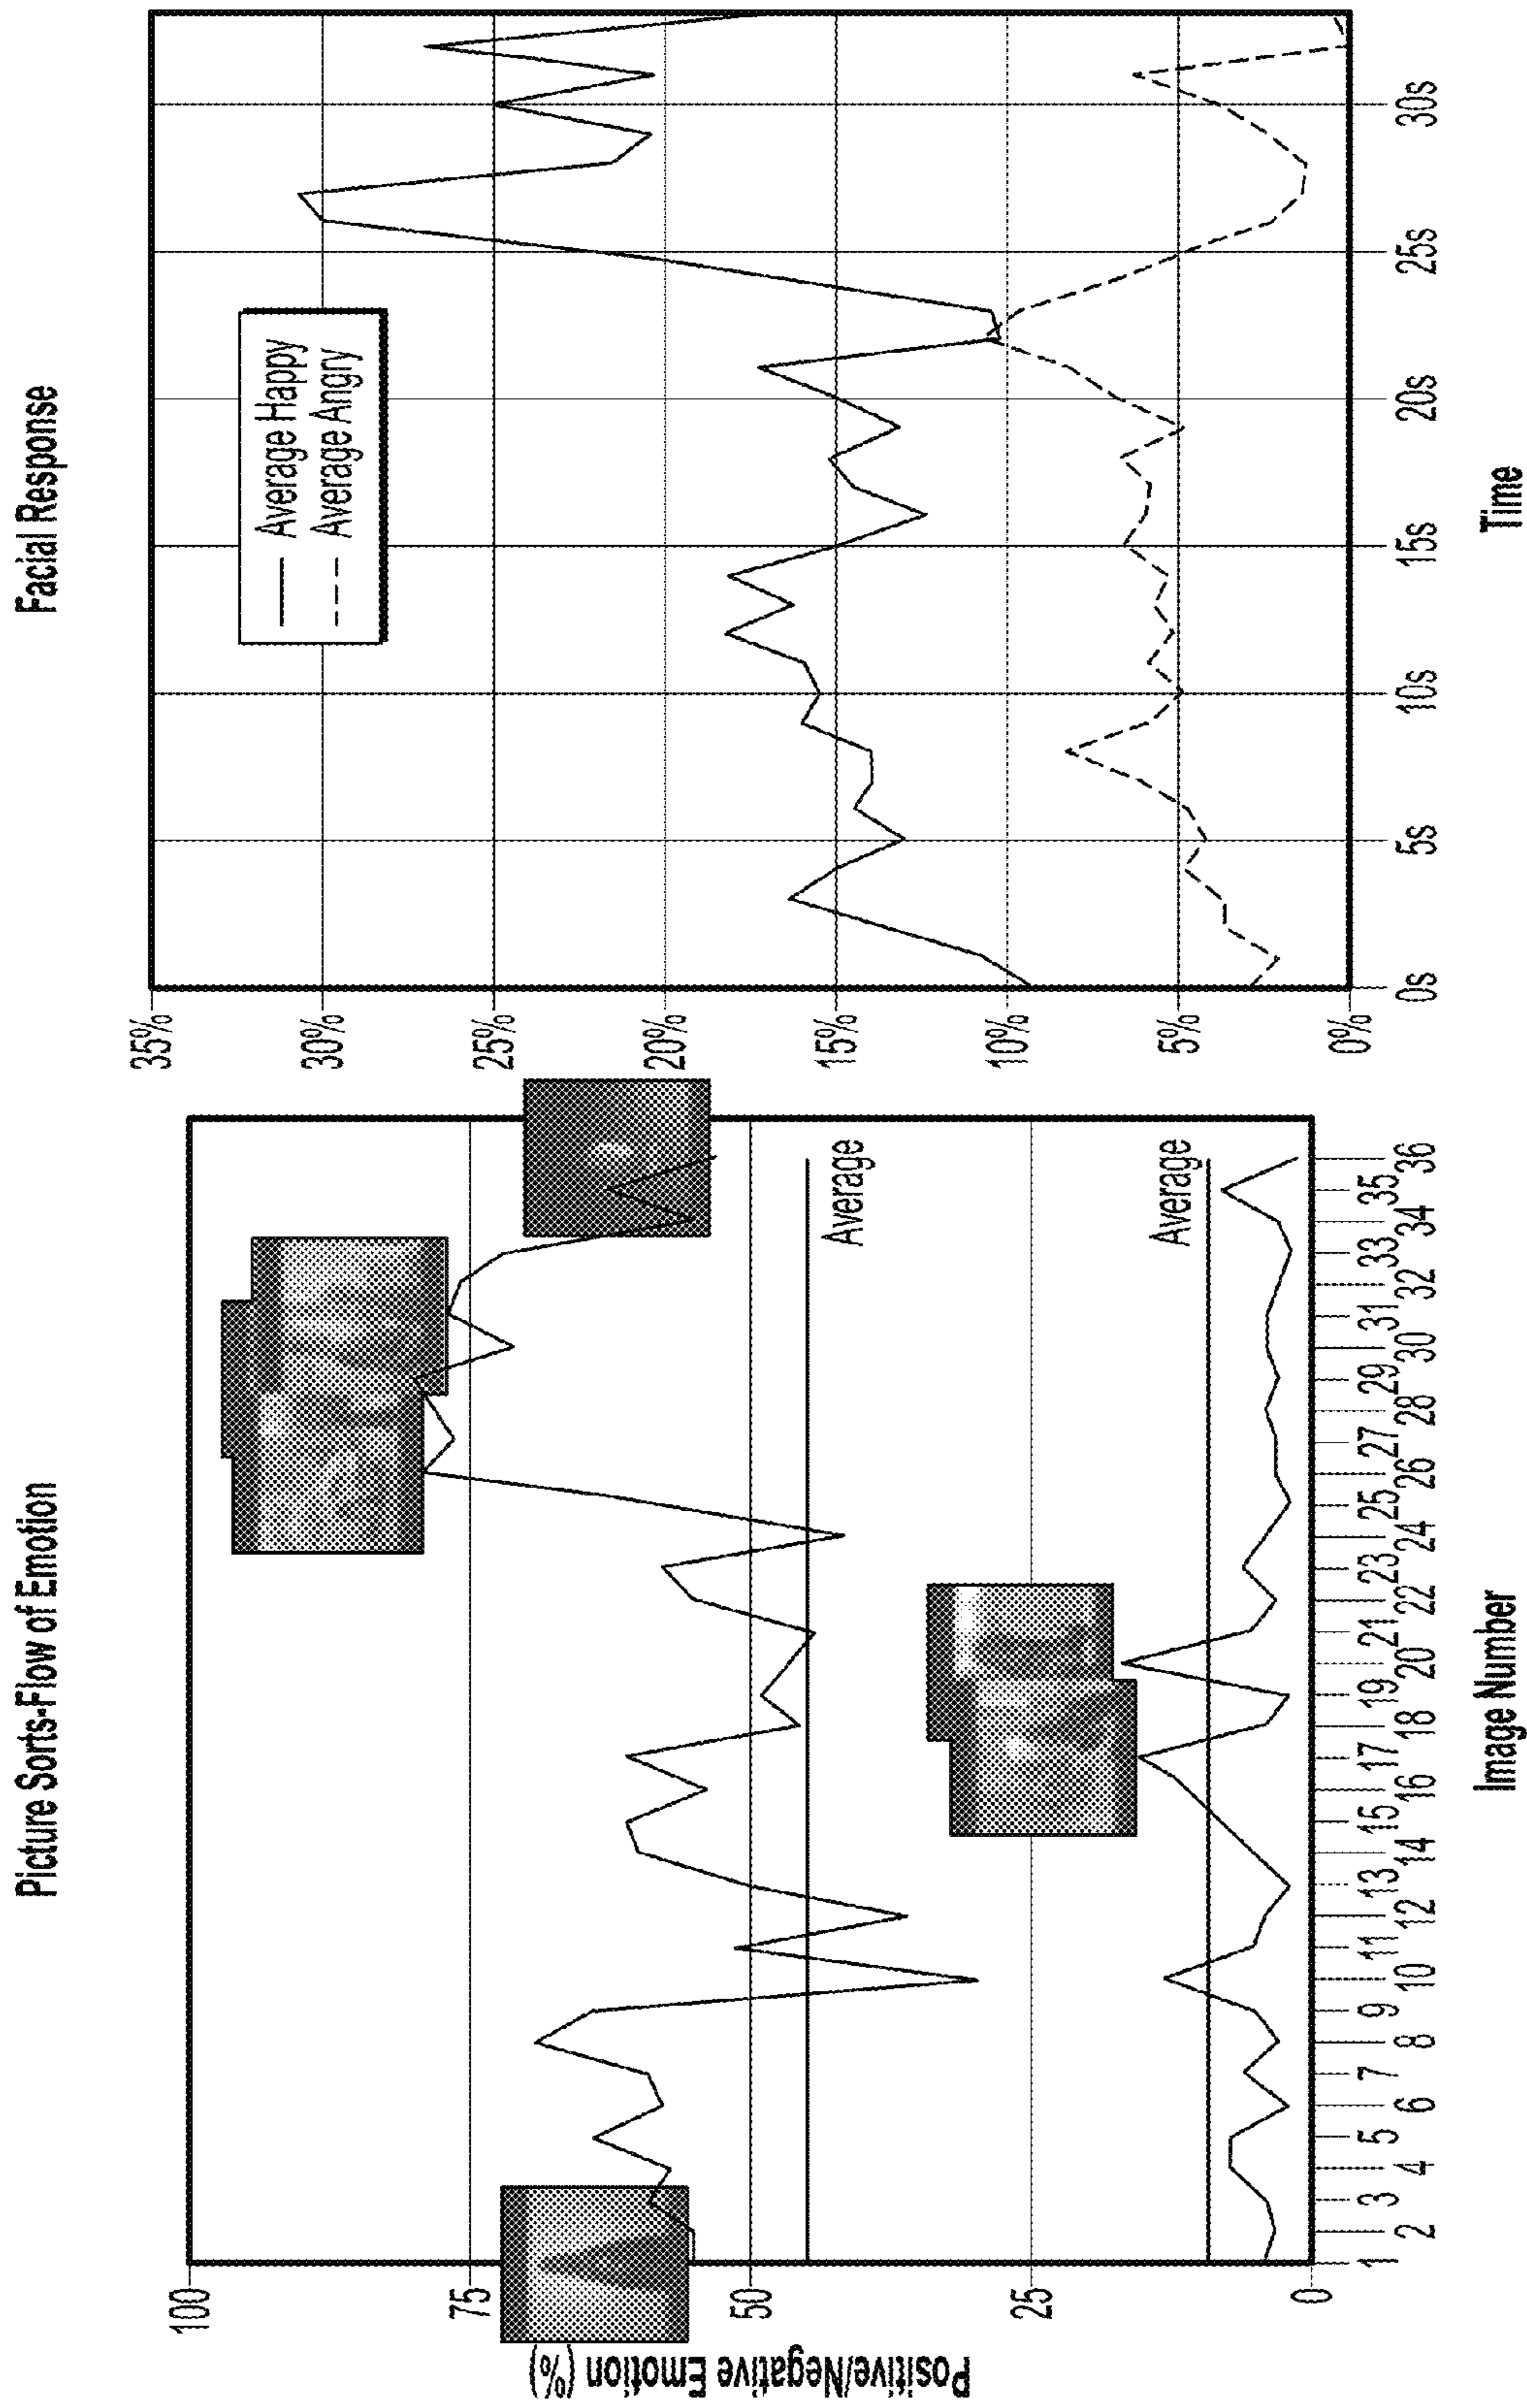 Picture Sorts-Flow of Emotion
Positive/Negative Emotion (%)
100
75
50
25
0
Average
Average
1 2 3 4 5 6 7 8 9 10 11 12 13 14 15 16 17 18 19 20 21 22 23 24 25 26 27 28 29 30 31 32 33 34 35 36
Image Number
Facial Response
35%
30%
25%
20%
15%
10%
5%
0%
Average Happy
Average Angry
0s 5s 10s 15s 20s 25s 30s
Time